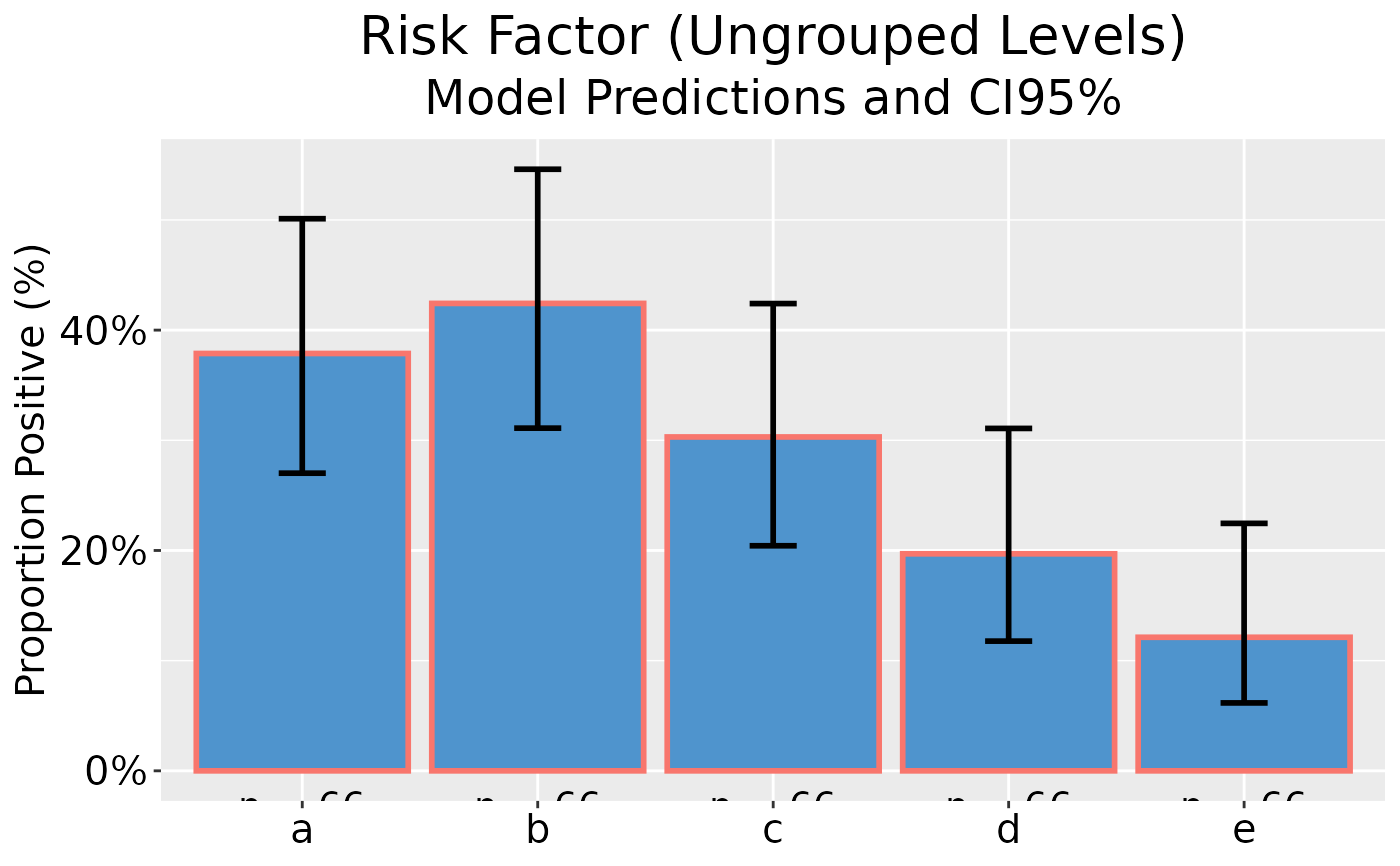 Risk Factor (Ungrouped Levels)
Model Predictions and CI95%
Proportion Positive (%)
40%
20%
0%
a b c d e